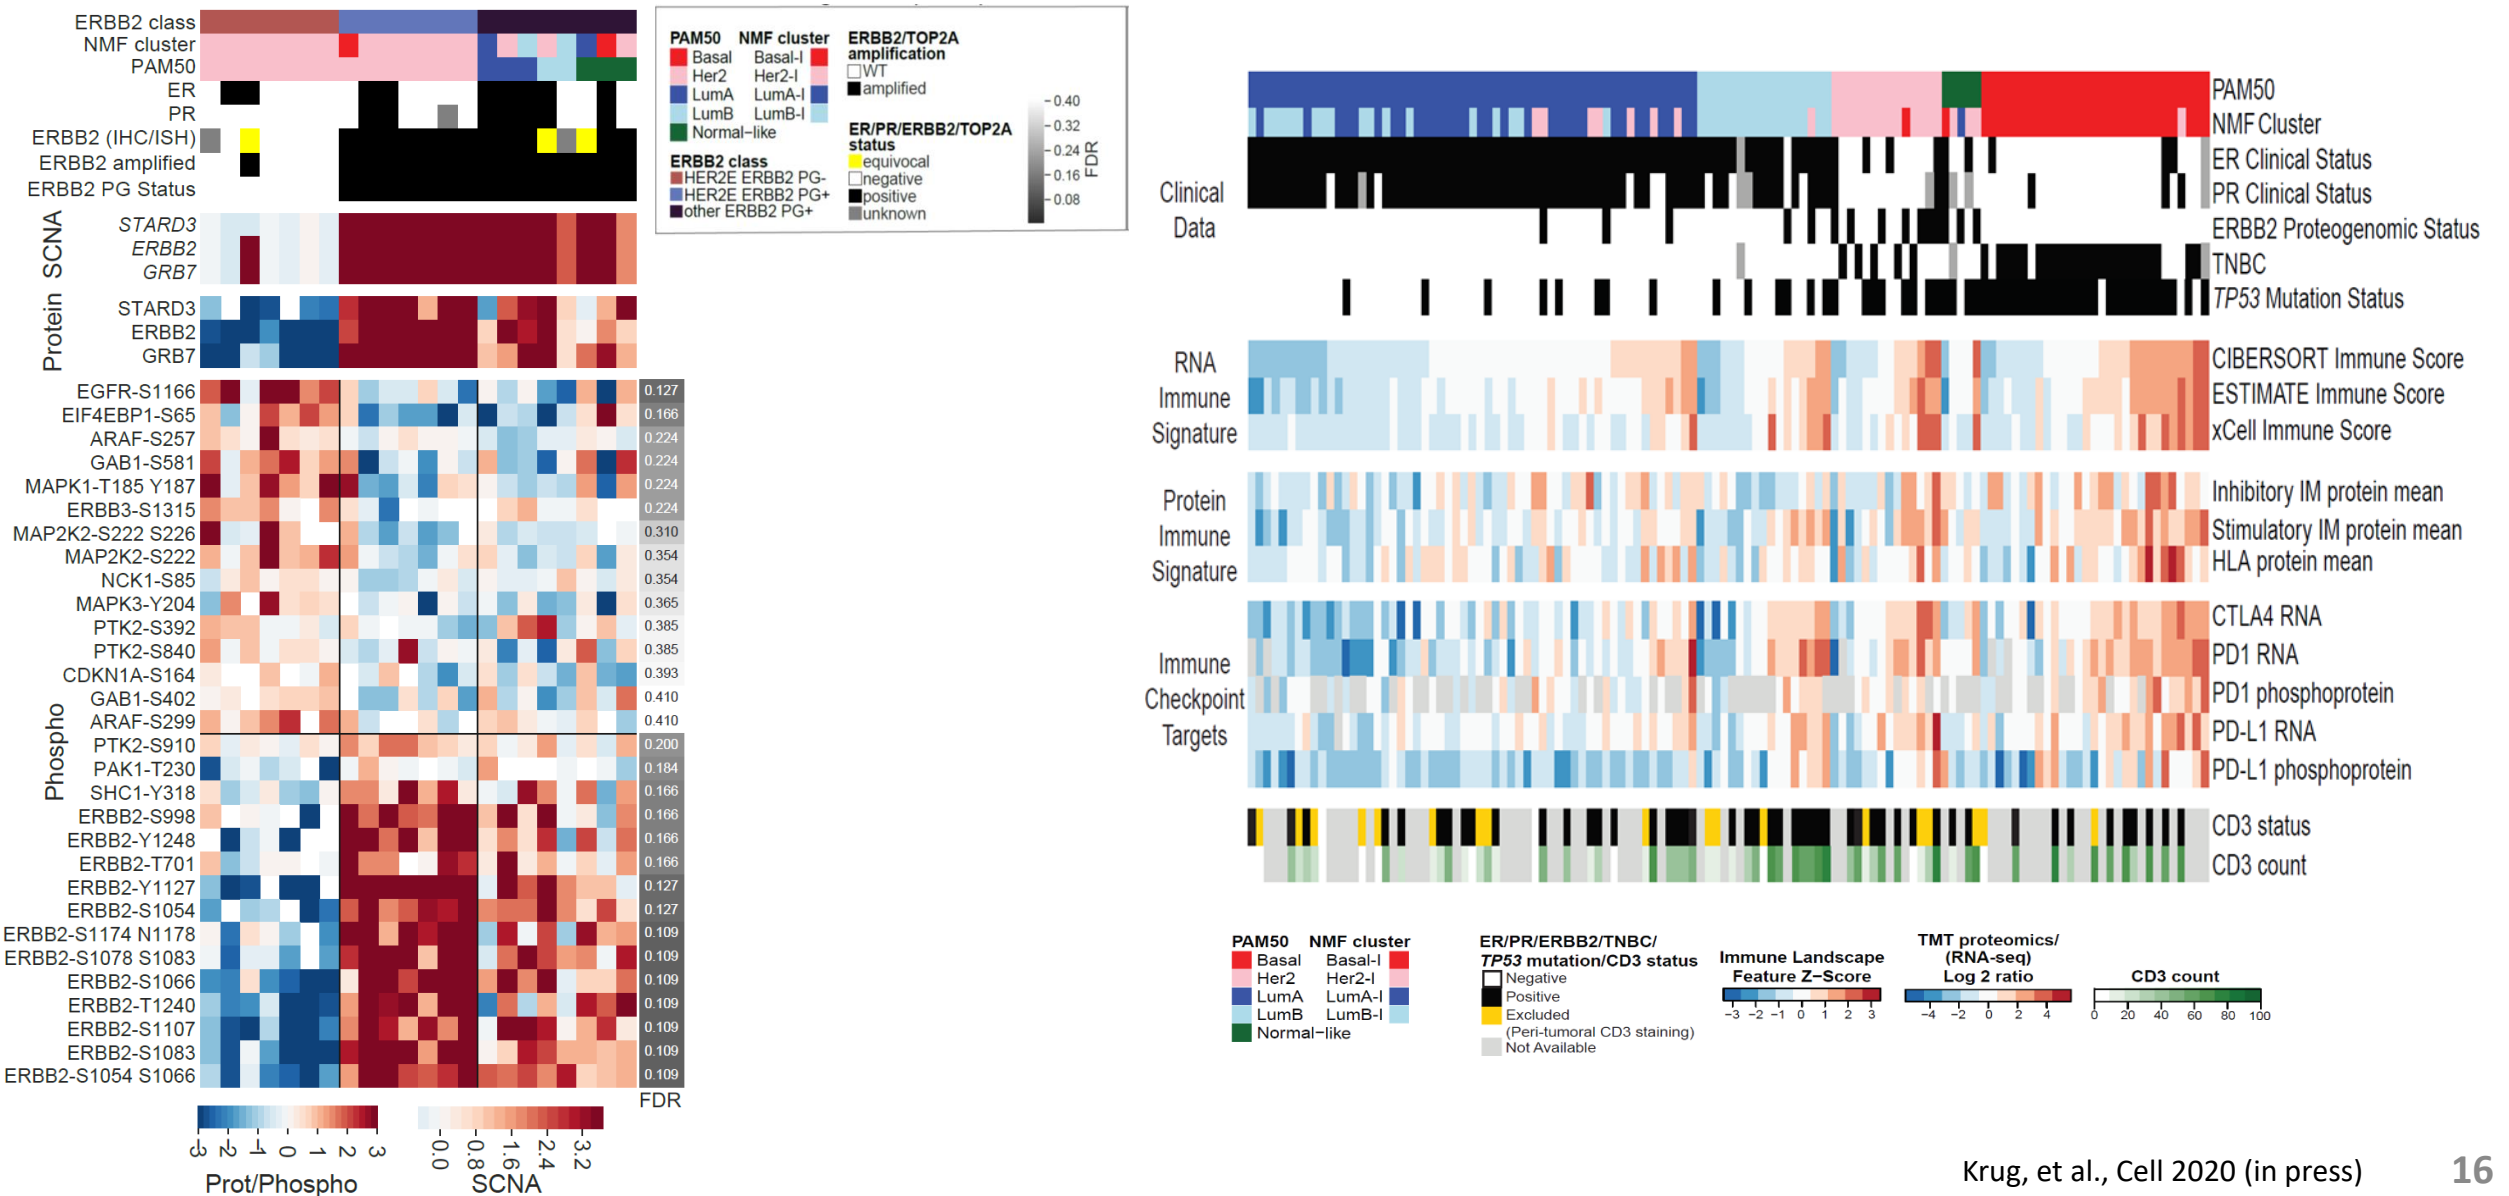 ERBB2 class
NMF cluster
PAM50
ER
PR
ERBB2 (IHC/ISH)
ERBB2 amplified
ERBB2 PG Status
SCNA
STARD3
ERBB2
GRB7
Protein
STARD3
ERBB2
GRB7
Phospho
EGFR-S1166 0.127
EIF4EBP1-S65 0.166
ARAF-S257 0.224
GAB1-S581 0.224
MAPK1-T185 Y187 0.224
ERBB3-S1315 0.224
MAP2K2-S222 S226 0.310
MAP2K2-S222 0.354
NCK1-S85 0.354
MAPK3-Y204 0.365
PTK2-S392 0.385
PTK2-S840 0.385
CDKN1A-S164 0.393
GAB1-S402 0.410
ARAF-S299 0.410
PTK2-S910 0.200
PAK1-T230 0.184
SHC1-Y318 0.166
ERBB2-S998 0.166
ERBB2-Y1248 0.166
ERBB2-T701 0.166
ERBB2-Y1127 0.127
ERBB2-S1054 0.127
ERBB2-S1174 N1178 0.109
ERBB2-S1078 S1083 0.109
ERBB2-S1066 0.109
ERBB2-T1240 0.109
ERBB2-S1107 0.109
ERBB2-S1083 0.109
ERBB2-S1054 S1066 0.109
FDR
-3 -2 -1 0 1 2 3
Prot/Phospho
0.0 0.8 1.6 2.4 3.2
SCNA
PAM50 NMF cluster
Basal Basal-I
Her2 Her2-I
LumA LumA-I
LumB LumB-I
Normal-like
ERBB2 class
HER2E ERBB2 PG-
HER2E ERBB2 PG+
other ERBB2 PG+
ERBB2/TOP2A
amplification
WT
amplified
ER/PR/ERBB2/TOP2A
status
equivocal
negative
positive
unknown
0.40
0.32
0.24
0.16
0.08
FDR
Clinical
Data
PAM50
NMF Cluster
ER Clinical Status
PR Clinical Status
ERBB2 Proteogenomic Status
TNBC
TP53 Mutation Status
RNA
Immune
Signature
CIBERSORT Immune Score
ESTIMATE Immune Score
xCell Immune Score
Protein
Immune
Signature
Inhibitory IM protein mean
Stimulatory IM protein mean
HLA protein mean
Immune
Checkpoint
Targets
CTLA4 RNA
PD1 RNA
PD1 phosphoprotein
PD-L1 RNA
PD-L1 phosphoprotein
CD3 status
CD3 count
PAM50 NMF cluster
Basal Basal-I
Her2 Her2-I
LumA LumA-I
LumB LumB-I
Normal-like
ER/PR/ERBB2/TNBC/
TP53 mutation/CD3 status
Negative
Positive
Excluded
(Peri-tumoral CD3 staining)
Not Available
Immune Landscape
Feature Z-Score
-3 -2 -1 0 1 2 3
TMT proteomics/
(RNA-seq)
Log 2 ratio
-4 -2 0 2 4
CD3 count
0 20 40 60 80 100
Krug, et al., Cell 2020 (in press)
16